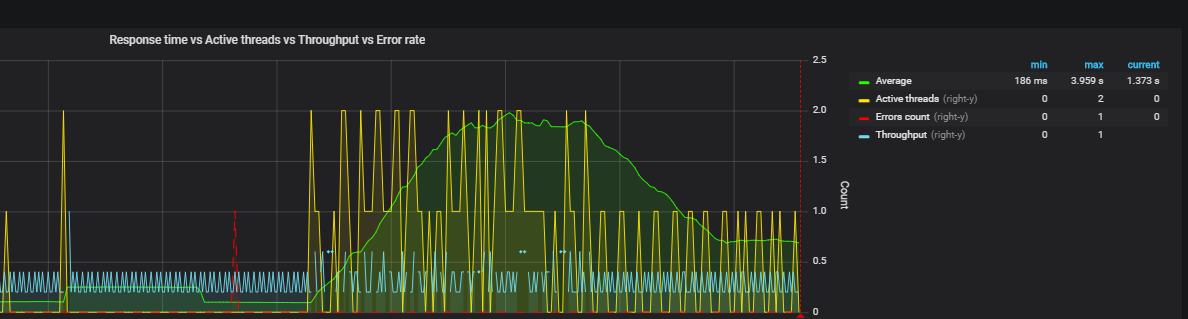 Response time vs Active threads vs Throughput vs Error rate
2.5
2.0
1.5
1.0
0.5
0
Count
min max current
Average 186 ms 3.959 s 1.373 s
Active threads (right-y) 0 2 0
Errors count (right-y) 0 1 0
Throughput (right-y) 0 1